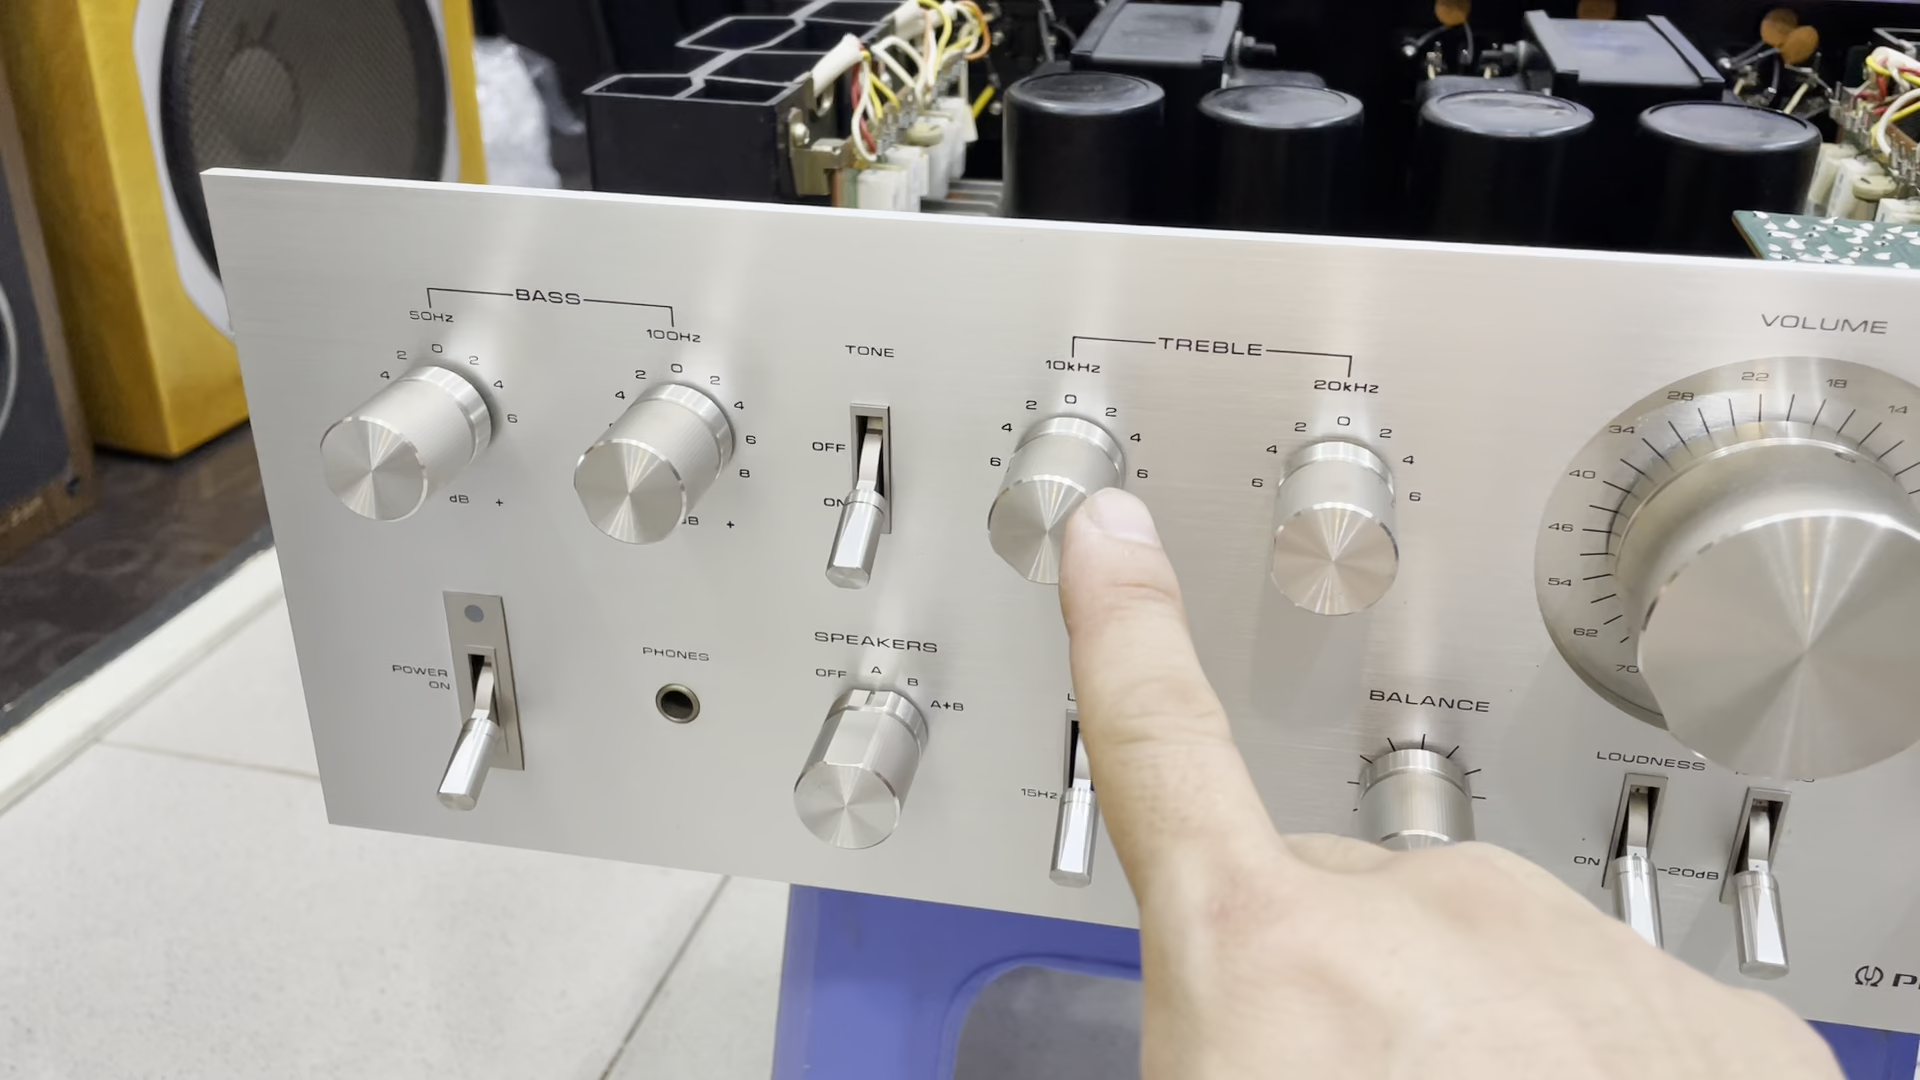 BASS
50Hz
100Hz
4 2 0 2 4 6
dB +
4 2 0 2 4 6 8
+
TONE
OFF
ON
TREBLE
10kHz
20kHz
6 4 2 0 2 4 6
6 4 2 0 2 4 6
VOLUME
70 62 54 46 40 34 28 22 18 14
POWER
ON
PHONES
SPEAKERS
OFF A B A+B
15Hz
BALANCE
LOUDNESS
ON
-20dB